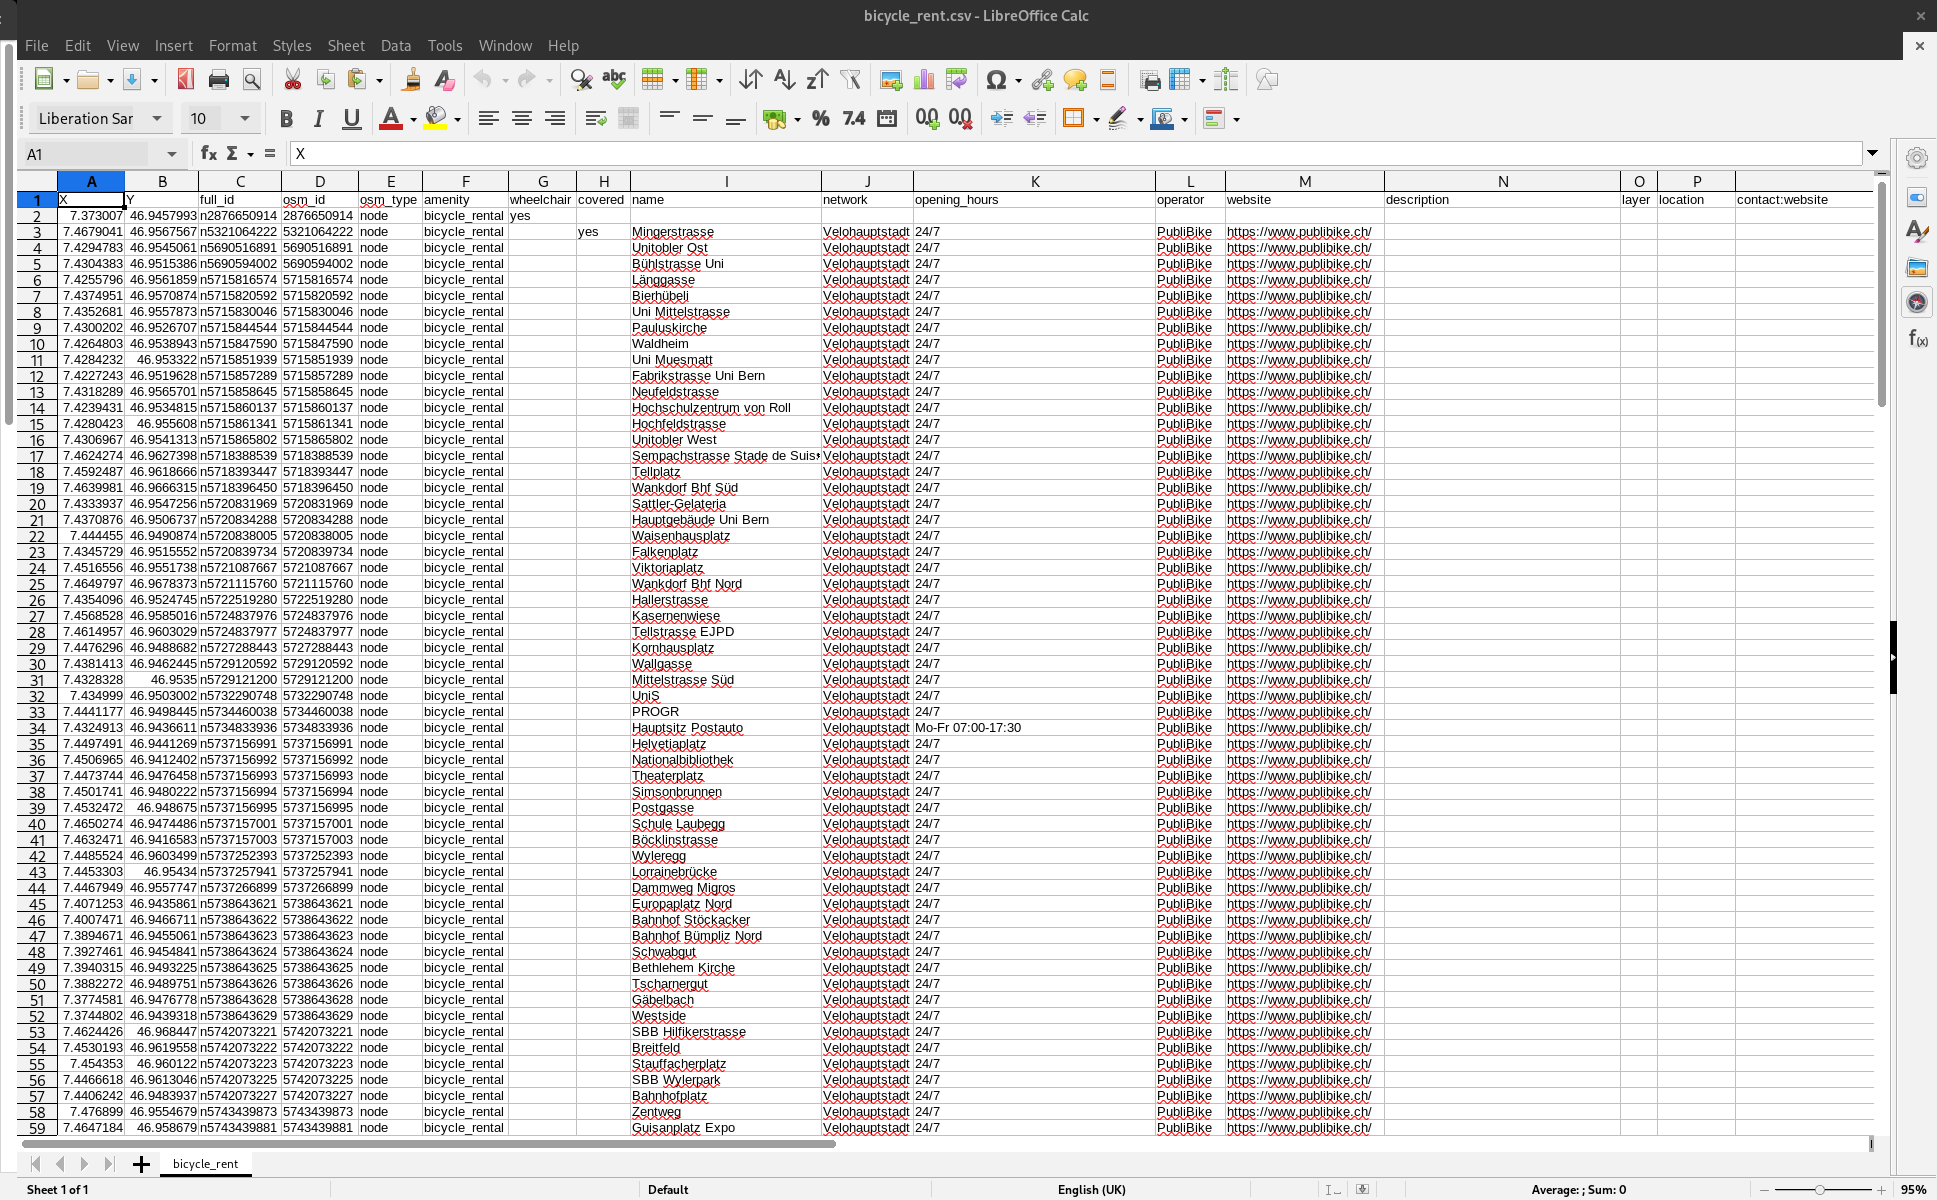 bicycle_rent.csv - LibreOffice Calc
File Edit View Insert Format Styles Sheet Data Tools Window Help
Liberation Sar 10
A1 X
A B C D E F G H I J K L M N O P
1 X Y full_id osm_id osm_type amenity wheelchair covered name network opening_hours operator website description layer location contact:website
2 7.373007 46.9457993 n2876650914 2876650914 node bicycle_rental yes
3 7.4679041 46.9567567 n5321064222 5321064222 node bicycle_rental yes Mingerstrasse Velohauptstadt 24/7 PubliBike https://www.publibike.ch/
4 7.4294783 46.9545061 n5690516891 5690516891 node bicycle_rental Unitobler Ost Velohauptstadt 24/7 PubliBike https://www.publibike.ch/
5 7.4304383 46.9515386 n5690594002 5690594002 node bicycle_rental Bühlstrasse Uni Velohauptstadt 24/7 PubliBike https://www.publibike.ch/
6 7.4255796 46.9561859 n5715816574 5715816574 node bicycle_rental Länggasse Velohauptstadt 24/7 PubliBike https://www.publibike.ch/
7 7.4374951 46.9570874 n5715820592 5715820592 node bicycle_rental Bierhübeli Velohauptstadt 24/7 PubliBike https://www.publibike.ch/
8 7.4352681 46.9557873 n5715830046 5715830046 node bicycle_rental Uni Mittelstrasse Velohauptstadt 24/7 PubliBike https://www.publibike.ch/
9 7.4300202 46.9526707 n5715844544 5715844544 node bicycle_rental Pauluskirche Velohauptstadt 24/7 PubliBike https://www.publibike.ch/
10 7.4264803 46.9538943 n5715847590 5715847590 node bicycle_rental Waldheim Velohauptstadt 24/7 PubliBike https://www.publibike.ch/
11 7.4284232 46.953322 n5715851939 5715851939 node bicycle_rental Uni Muesmatt Velohauptstadt 24/7 PubliBike https://www.publibike.ch/
12 7.4227243 46.9519628 n5715857289 5715857289 node bicycle_rental Fabrikstrasse Uni Bern Velohauptstadt 24/7 PubliBike https://www.publibike.ch/
13 7.4318289 46.9565701 n5715858645 5715858645 node bicycle_rental Neufeldstrasse Velohauptstadt 24/7 PubliBike https://www.publibike.ch/
14 7.4239431 46.9534815 n5715860137 5715860137 node bicycle_rental Hochschulzentrum von Roll Velohauptstadt 24/7 PubliBike https://www.publibike.ch/
15 7.4280423 46.955608 n5715861341 5715861341 node bicycle_rental Hochfeldstrasse Velohauptstadt 24/7 PubliBike https://www.publibike.ch/
16 7.4306967 46.9541313 n5715865802 5715865802 node bicycle_rental Unitobler West Velohauptstadt 24/7 PubliBike https://www.publibike.ch/
17 7.4624274 46.9627398 n5718388539 5718388539 node bicycle_rental Sempachstrasse Stade de Suis Velohauptstadt 24/7 PubliBike https://www.publibike.ch/
18 7.4592487 46.9618666 n5718393447 5718393447 node bicycle_rental Tellplatz Velohauptstadt 24/7 PubliBike https://www.publibike.ch/
19 7.4639981 46.9666315 n5718396450 5718396450 node bicycle_rental Wankdorf Bhf Süd Velohauptstadt 24/7 PubliBike https://www.publibike.ch/
20 7.4333937 46.9547256 n5720831969 5720831969 node bicycle_rental Sattler-Gelateria Velohauptstadt 24/7 PubliBike https://www.publibike.ch/
21 7.4370876 46.9506737 n5720834288 5720834288 node bicycle_rental Hauptgebäude Uni Bern Velohauptstadt 24/7 PubliBike https://www.publibike.ch/
22 7.444455 46.9490874 n5720838005 5720838005 node bicycle_rental Waisenhausplatz Velohauptstadt 24/7 PubliBike https://www.publibike.ch/
23 7.4345729 46.9515552 n5720839734 5720839734 node bicycle_rental Falkenplatz Velohauptstadt 24/7 PubliBike https://www.publibike.ch/
24 7.4516556 46.9551738 n5721087667 5721087667 node bicycle_rental Viktoriaplatz Velohauptstadt 24/7 PubliBike https://www.publibike.ch/
25 7.4649797 46.9678373 n5721115760 5721115760 node bicycle_rental Wankdorf Bhf Nord Velohauptstadt 24/7 PubliBike https://www.publibike.ch/
26 7.4354096 46.9524745 n5722519280 5722519280 node bicycle_rental Hallerstrasse Velohauptstadt 24/7 PubliBike https://www.publibike.ch/
27 7.4568528 46.9585016 n5724837976 5724837976 node bicycle_rental Kasernenwiese Velohauptstadt 24/7 PubliBike https://www.publibike.ch/
28 7.4614957 46.9603029 n5724837977 5724837977 node bicycle_rental Tellstrasse EJPD Velohauptstadt 24/7 PubliBike https://www.publibike.ch/
29 7.4476296 46.9488682 n5727288443 5727288443 node bicycle_rental Kornhausplatz Velohauptstadt 24/7 PubliBike https://www.publibike.ch/
30 7.4381413 46.9462445 n5729120592 5729120592 node bicycle_rental Wallgasse Velohauptstadt 24/7 PubliBike https://www.publibike.ch/
31 7.4328328 46.9535 n5729121200 5729121200 node bicycle_rental Mittelstrasse Süd Velohauptstadt 24/7 PubliBike https://www.publibike.ch/
32 7.434999 46.9503002 n5732290748 5732290748 node bicycle_rental UniS Velohauptstadt 24/7 PubliBike https://www.publibike.ch/
33 7.4441177 46.9498445 n5734460038 5734460038 node bicycle_rental PROGR Velohauptstadt 24/7 PubliBike https://www.publibike.ch/
34 7.4324913 46.9436611 n5734833936 5734833936 node bicycle_rental Hauptsitz Postauto Velohauptstadt Mo-Fr 07:00-17:30 PubliBike https://www.publibike.ch/
35 7.4497491 46.9441269 n5737156991 5737156991 node bicycle_rental Helvetiaplatz Velohauptstadt 24/7 PubliBike https://www.publibike.ch/
36 7.4506965 46.9412402 n5737156992 5737156992 node bicycle_rental Nationalbibliothek Velohauptstadt 24/7 PubliBike https://www.publibike.ch/
37 7.4473744 46.9476458 n5737156993 5737156993 node bicycle_rental Theaterplatz Velohauptstadt 24/7 PubliBike https://www.publibike.ch/
38 7.4501741 46.9480222 n5737156994 5737156994 node bicycle_rental Simsonbrunnen Velohauptstadt 24/7 PubliBike https://www.publibike.ch/
39 7.4532472 46.948675 n5737156995 5737156995 node bicycle_rental Postgasse Velohauptstadt 24/7 PubliBike https://www.publibike.ch/
40 7.4650274 46.9474486 n5737157001 5737157001 node bicycle_rental Schule Laubegg Velohauptstadt 24/7 PubliBike https://www.publibike.ch/
41 7.4632471 46.9416583 n5737157003 5737157003 node bicycle_rental Böcklinstrasse Velohauptstadt 24/7 PubliBike https://www.publibike.ch/
42 7.4485524 46.9603499 n5737252393 5737252393 node bicycle_rental Wyleregg Velohauptstadt 24/7 PubliBike https://www.publibike.ch/
43 7.4453303 46.95434 n5737257941 5737257941 node bicycle_rental Lorrainebrücke Velohauptstadt 24/7 PubliBike https://www.publibike.ch/
44 7.4467949 46.9557747 n5737266899 5737266899 node bicycle_rental Dammweg Migros Velohauptstadt 24/7 PubliBike https://www.publibike.ch/
45 7.4071253 46.9435861 n5738643621 5738643621 node bicycle_rental Europaplatz Nord Velohauptstadt 24/7 PubliBike https://www.publibike.ch/
46 7.4007471 46.9466711 n5738643622 5738643622 node bicycle_rental Bahnhof Stöckacker Velohauptstadt 24/7 PubliBike https://www.publibike.ch/
47 7.3894671 46.9455061 n5738643623 5738643623 node bicycle_rental Bahnhof Bümpliz Nord Velohauptstadt 24/7 PubliBike https://www.publibike.ch/
48 7.3927461 46.9454841 n5738643624 5738643624 node bicycle_rental Schwabgut Velohauptstadt 24/7 PubliBike https://www.publibike.ch/
49 7.3940315 46.9493225 n5738643625 5738643625 node bicycle_rental Bethlehem Kirche Velohauptstadt 24/7 PubliBike https://www.publibike.ch/
50 7.3882272 46.9489751 n5738643626 5738643626 node bicycle_rental Tscharnergut Velohauptstadt 24/7 PubliBike https://www.publibike.ch/
51 7.3774581 46.9476778 n5738643628 5738643628 node bicycle_rental Gäbelbach Velohauptstadt 24/7 PubliBike https://www.publibike.ch/
52 7.3744802 46.9439318 n5738643629 5738643629 node bicycle_rental Westside Velohauptstadt 24/7 PubliBike https://www.publibike.ch/
53 7.4624426 46.968447 n5742073221 5742073221 node bicycle_rental SBB Hilfikerstrasse Velohauptstadt 24/7 PubliBike https://www.publibike.ch/
54 7.4530193 46.9619558 n5742073222 5742073222 node bicycle_rental Breitfeld Velohauptstadt 24/7 PubliBike https://www.publibike.ch/
55 7.454353 46.960122 n5742073223 5742073223 node bicycle_rental Stauffacherplatz Velohauptstadt 24/7 PubliBike https://www.publibike.ch/
56 7.4466618 46.9613046 n5742073225 5742073225 node bicycle_rental SBB Wylerpark Velohauptstadt 24/7 PubliBike https://www.publibike.ch/
57 7.4406242 46.9483937 n5742073227 5742073227 node bicycle_rental Bahnhofplatz Velohauptstadt 24/7 PubliBike https://www.publibike.ch/
58 7.476899 46.9554679 n5743439873 5743439873 node bicycle_rental Zentweg Velohauptstadt 24/7 PubliBike https://www.publibike.ch/
59 7.4647184 46.958679 n5743439881 5743439881 node bicycle_rental Guisanplatz Expo Velohauptstadt 24/7 PubliBike https://www.publibike.ch/
bicycle_rent
Sheet 1 of 1 Default English (UK) Average: ; Sum: 0 95%